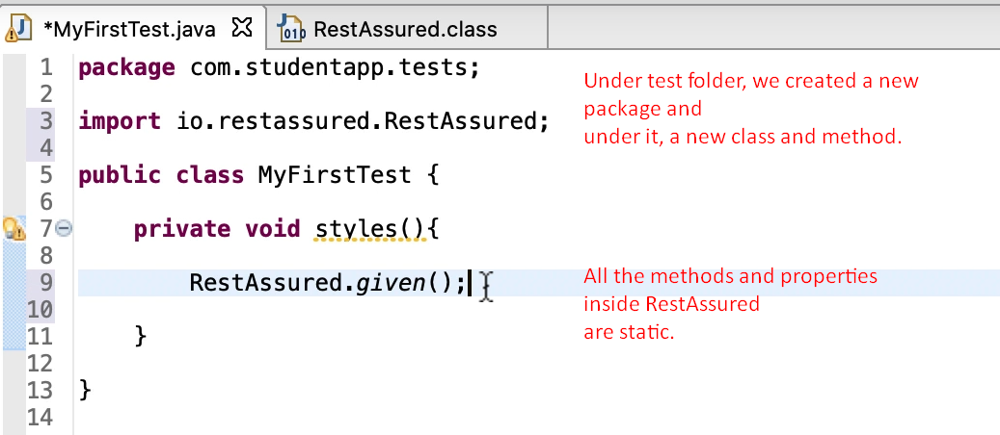 *MyFirstTest.java
RestAssured.class
1 package com.studentapp.tests;
2
3 import io.restassured.RestAssured;
4
5 public class MyFirstTest {
6
7 private void styles(){
8
9 RestAssured.given();
10
11 }
12
13 }
14
Under test folder, we created a new
package and
under it, a new class and method.
All the methods and properties
inside RestAssured
are static.